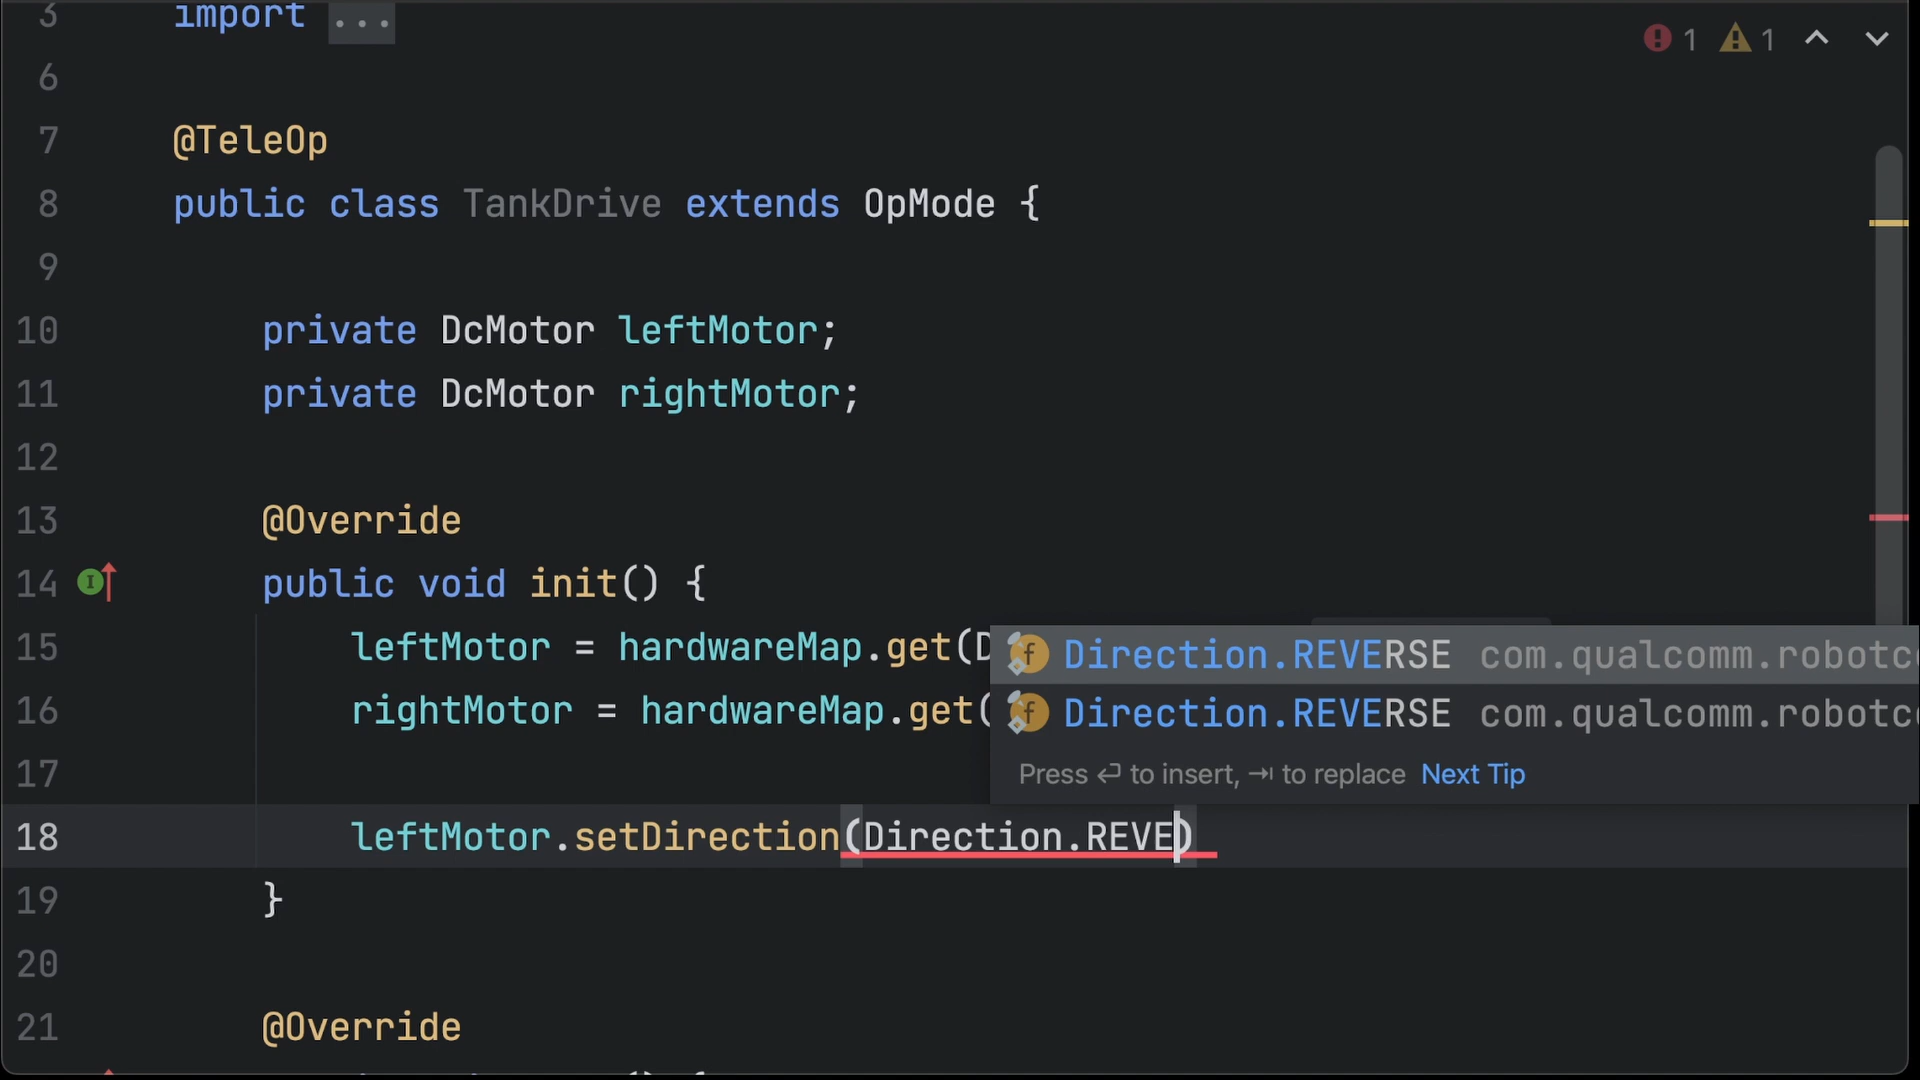 3 import ...
1 1
6
7 @TeleOp
8 public class TankDrive extends OpMode {
9
10 private DcMotor leftMotor;
11 private DcMotor rightMotor;
12
13 @Override
14 public void init() {
15 leftMotor = hardwareMap.get(D
Direction.REVERSE com.qualcomm.robotc
16 rightMotor = hardwareMap.get(
Direction.REVERSE com.qualcomm.robotc
17
Press ⏎ to insert, ⇥ to replace Next Tip
18 leftMotor.setDirection(Direction.REVE)
19 }
20
21 @Override